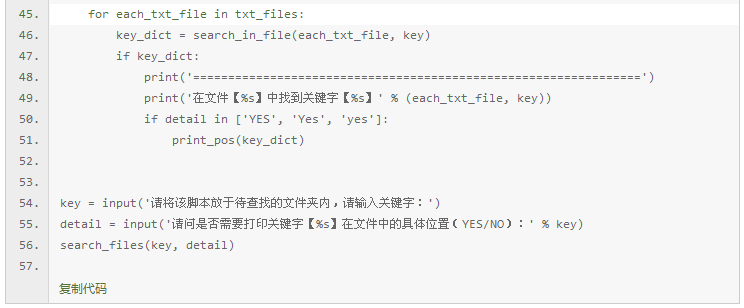 45.     for each_txt_file in txt_files:
46.         key_dict = search_in_file(each_txt_file, key)
47.         if key_dict:
48.             print('================================================================')
49.             print('在文件【%s】中找到关键字【%s】' % (each_txt_file, key))
50.             if detail in ['YES', 'Yes', 'yes']:
51.                 print_pos(key_dict)
52.
53.
54. key = input('请将该脚本放于待查找的文件夹内，请输入关键字：')
55. detail = input('请问是否需要打印关键字【%s】在文件中的具体位置（YES/NO）：' % key)
56. search_files(key, detail)
57.
复制代码